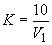 K = 10/V₁